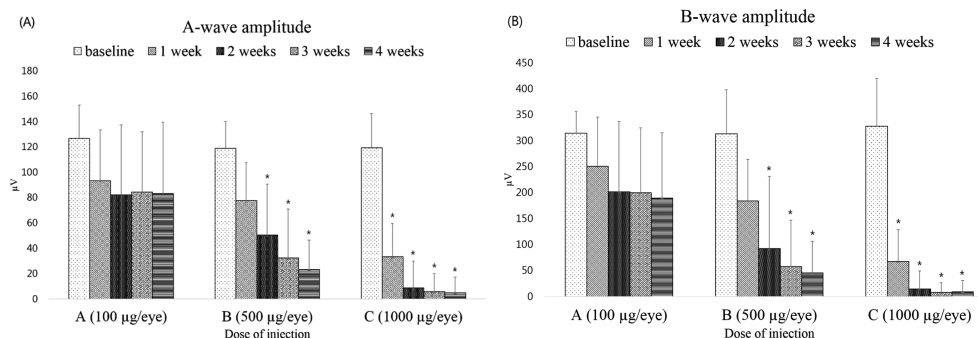 (A)
A-wave amplitude
baseline 1 week 2 weeks 3 weeks 4 weeks
180
160
140
120
100
80
60
40
20
0
µV
* * * * * * *
A (100 µg/eye) B (500 µg/eye) C (1000 µg/eye)
Dose of injection
(B)
B-wave amplitude
baseline 1 week 2 weeks 3 weeks 4 weeks
450
400
350
300
250
200
150
100
50
0
µV
* * * * * * *
A (100 µg/eye) B (500 µg/eye) C (1000 µg/eye)
Dose of injection